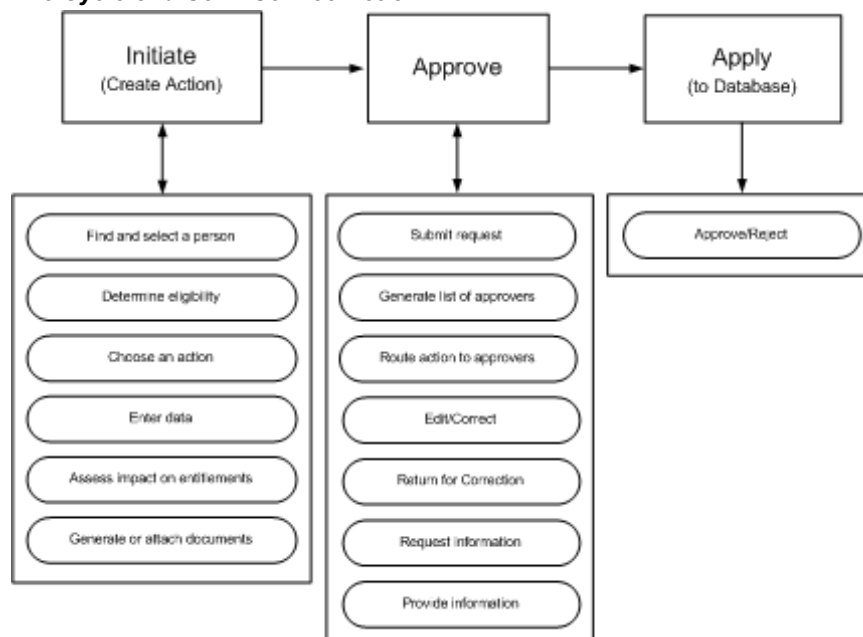 Initiate
(Create Action)
Approve
Apply
(to Database)
Find and select a person
Determine eligibility
Choose an action
Enter data
Assess impact on entitlements
Generate or attach documents
Submit request
Generate list of approvers
Route action to approvers
Edit/Correct
Return for Correction
Request information
Provide information
Approve/Reject